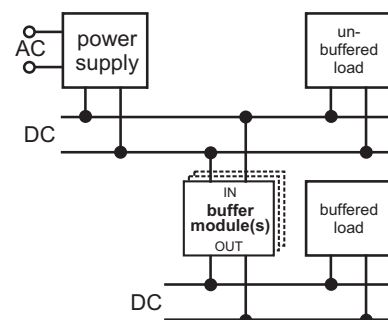 AC
power
supply
un-
buffered
load
DC
IN
buffer
module(s)
OUT
buffered
load
DC